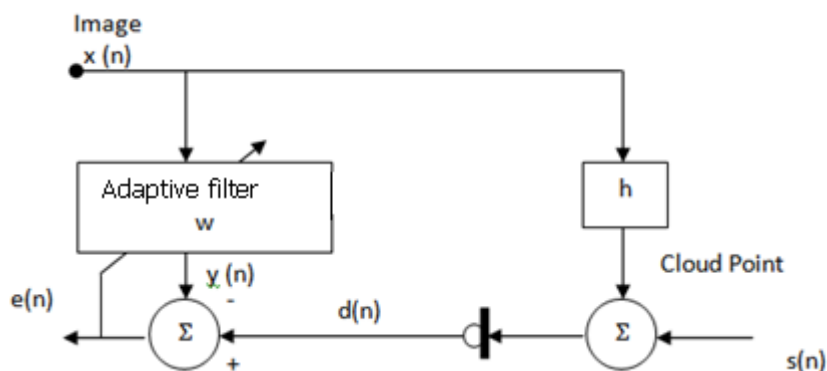 Image
x (n)
Adaptive filter
w
h
y (n)
-
Cloud Point
e(n)
Σ
d(n)
Σ
+
s(n)